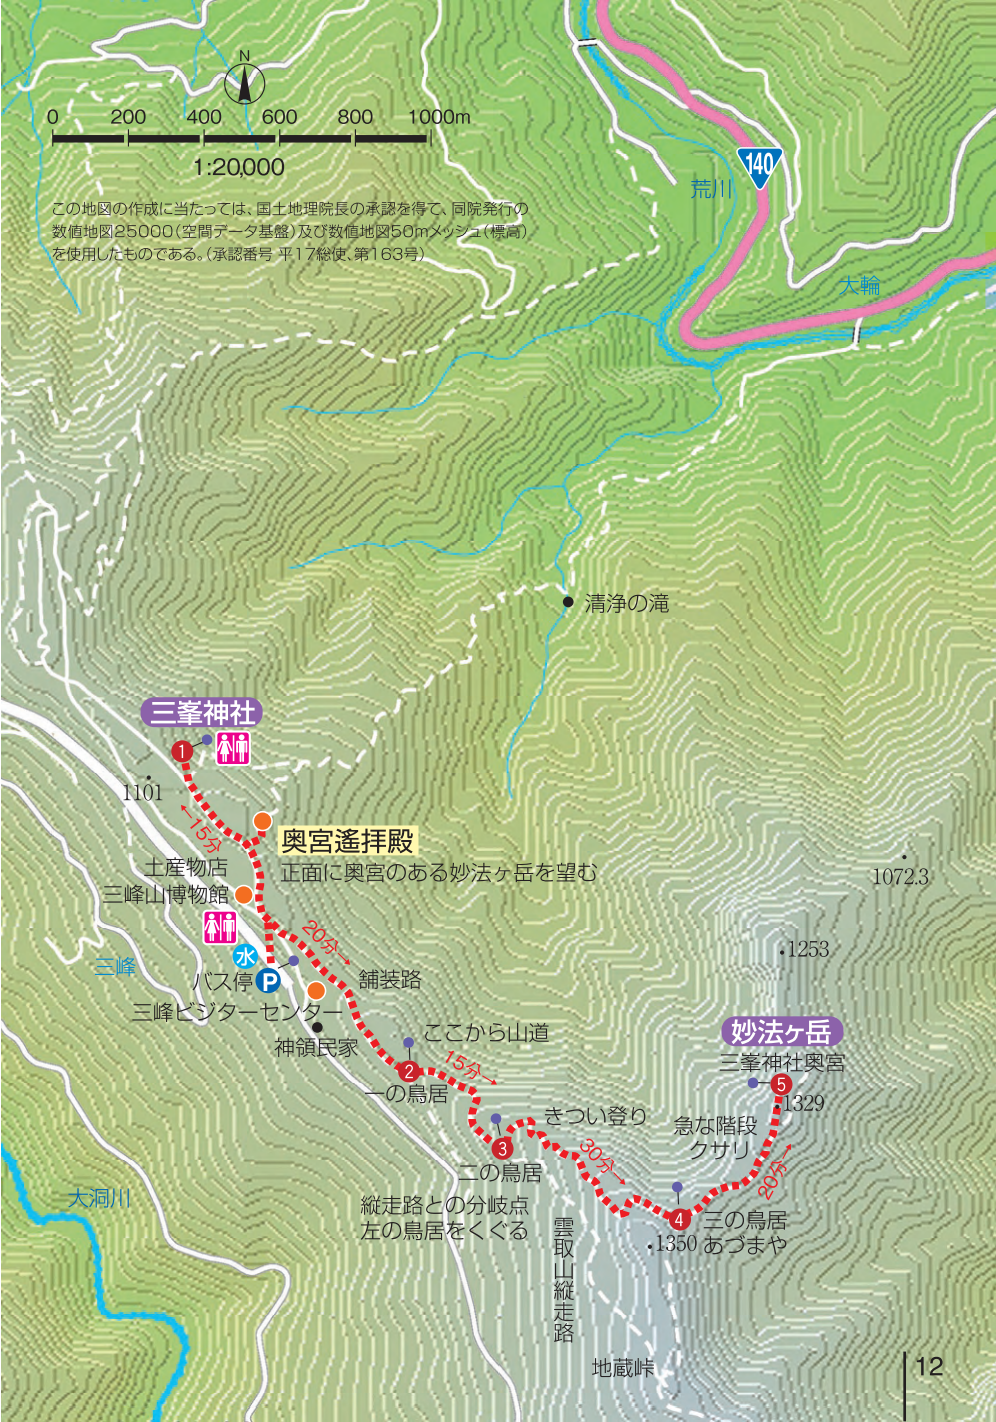 N
0 200 400 600 800 1000m
1:20,000
この地図の作成に当たっては、国土地理院長の承認を得て、同院発行の
数値地図25000（空間データ基盤）及び数値地図50mメッシュ（標高）
を使用したものである。（承認番号 平17総使、第163号）
140
荒川
大輪
清浄の滝
三峯神社
1
1101
←15分
奥宮遙拝殿
正面に奥宮のある妙法ヶ岳を望む
土産物店
三峰山博物館
1072.3
20分→
1253
三峰
水
バス停
P
舗装路
三峰ビジターセンター
神領民家
ここから山道
妙法ヶ岳
三峯神社奥宮
2
15分→
5
一の鳥居
1329
きつい登り
急な階段
クサリ
3
30分→
二の鳥居
20分→
大洞川
縦走路との分岐点
左の鳥居をくぐる
4
三の鳥居
あづまや
1350
雲取山縦走路
地蔵峠
12